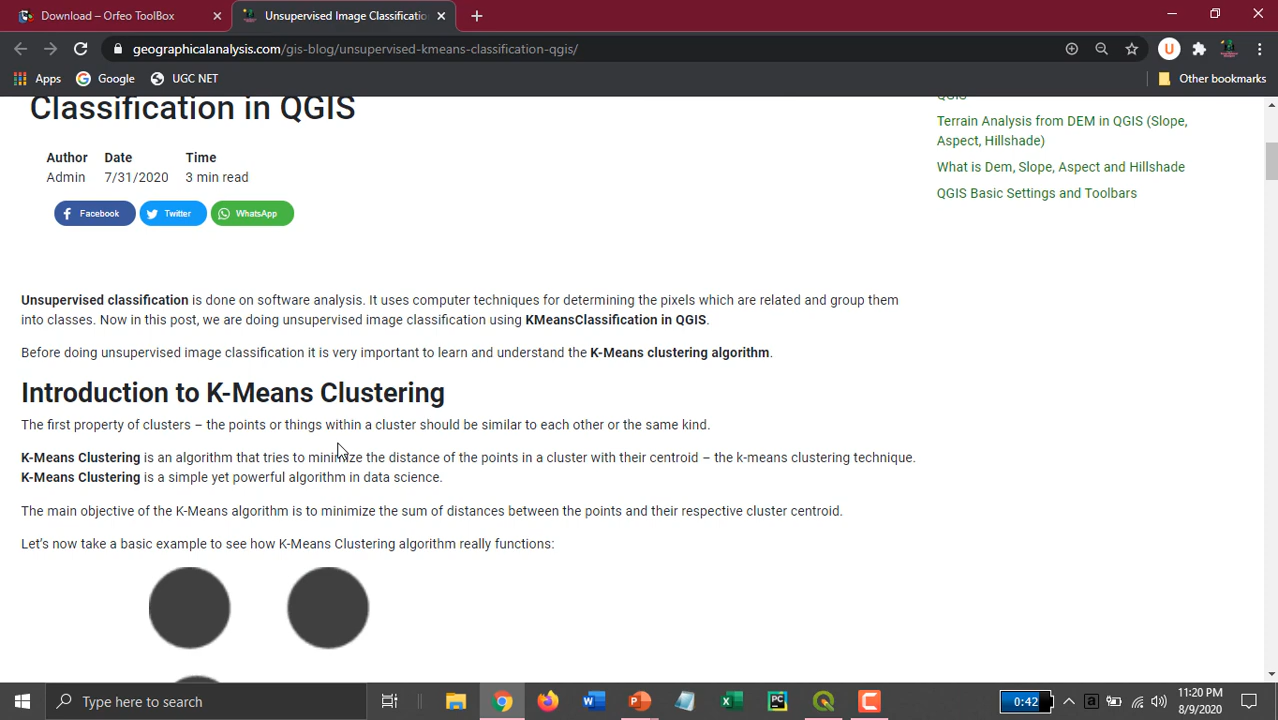 Download – Orfeo ToolBox
Unsupervised Image Classificatio
geographicalanalysis.com/gis-blog/unsupervised-kmeans-classification-qgis/
U
Apps
Google
UGC NET
Other bookmarks
Classification in QGIS
Author Date Time
Admin 7/31/2020 3 min read
Facebook Twitter WhatsApp
QGIS
Terrain Analysis from DEM in QGIS (Slope,
Aspect, Hillshade)
What is Dem, Slope, Aspect and Hillshade
QGIS Basic Settings and Toolbars
Unsupervised classification is done on software analysis. It uses computer techniques for determining the pixels which are related and group them
into classes. Now in this post, we are doing unsupervised image classification using KMeansClassification in QGIS.
Before doing unsupervised image classification it is very important to learn and understand the K-Means clustering algorithm.
Introduction to K-Means Clustering
The first property of clusters – the points or things within a cluster should be similar to each other or the same kind.
K-Means Clustering is an algorithm that tries to minimize the distance of the points in a cluster with their centroid – the k-means clustering technique.
K-Means Clustering is a simple yet powerful algorithm in data science.
The main objective of the K-Means algorithm is to minimize the sum of distances between the points and their respective cluster centroid.
Let's now take a basic example to see how K-Means Clustering algorithm really functions:
Type here to search
0:42
11:20 PM
8/9/2020